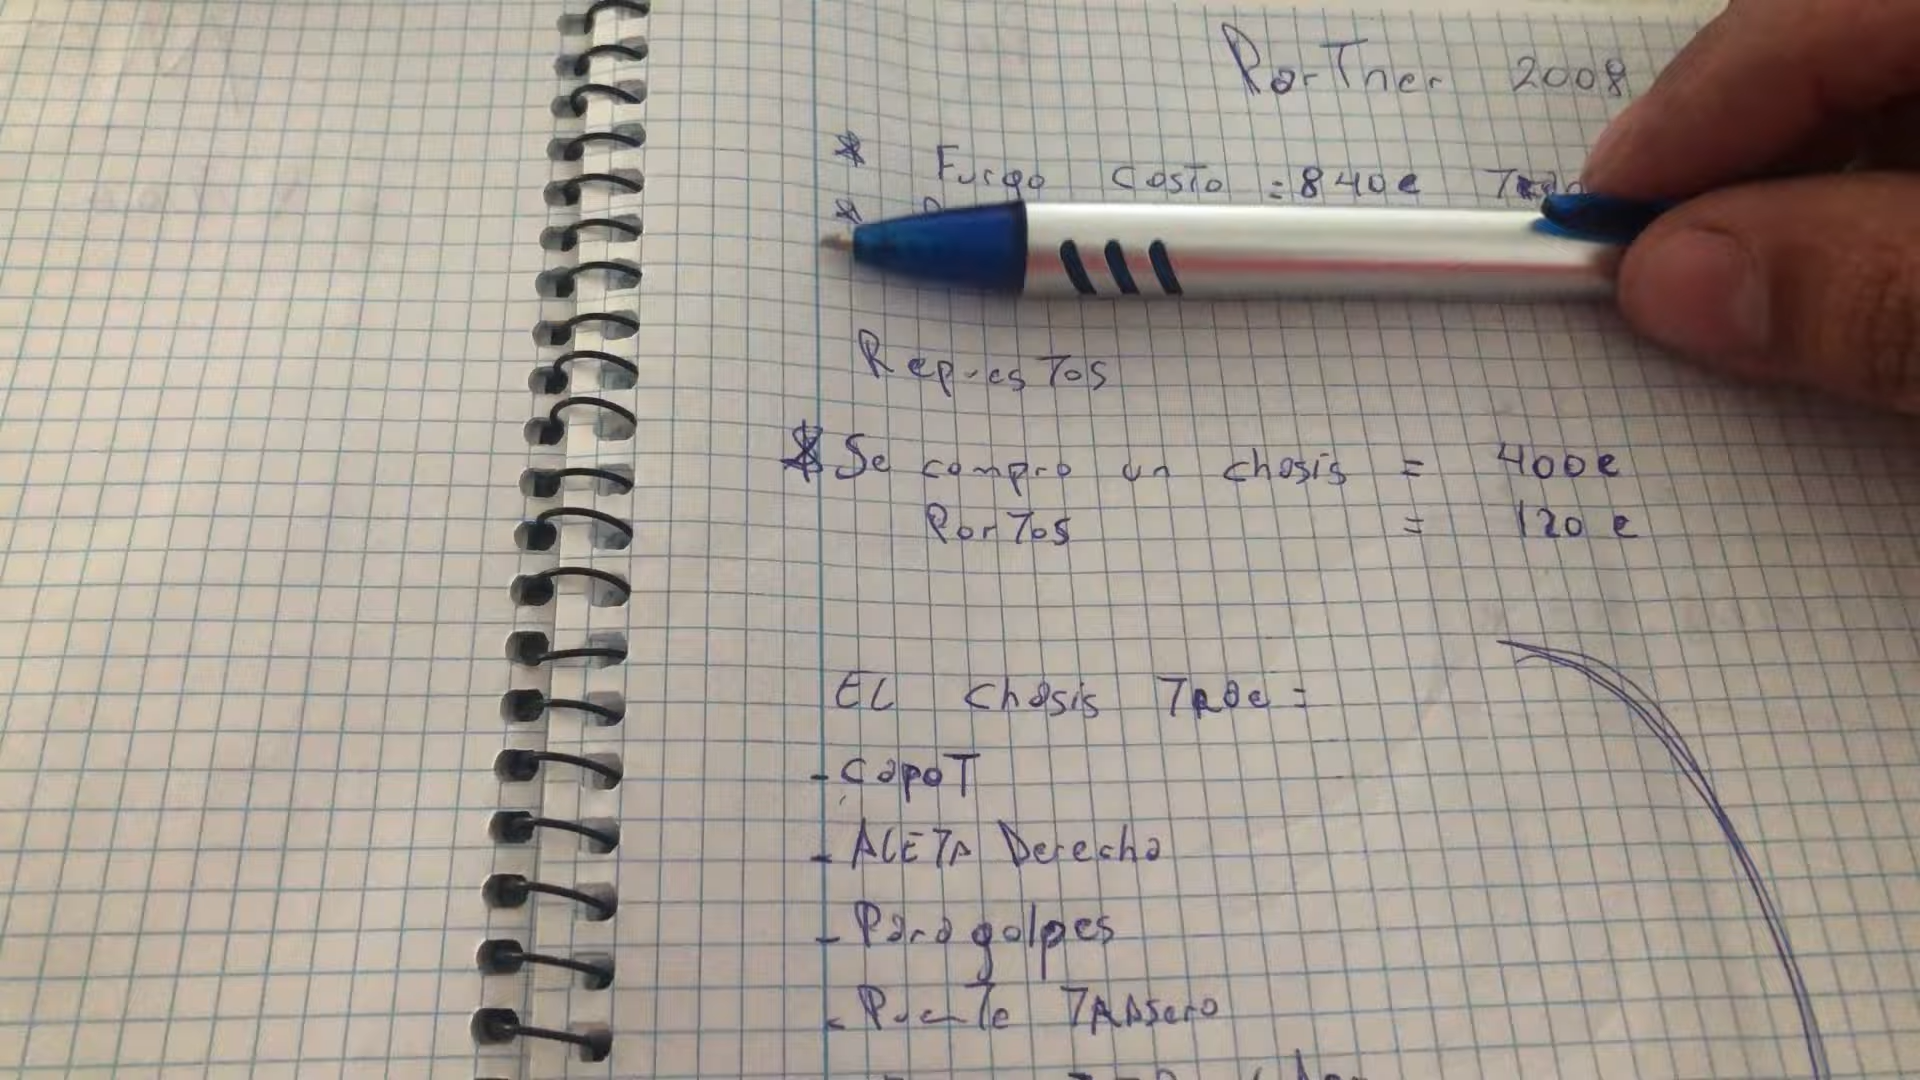 ParTner 2008
* Furgo costo = 840e
*
RepuesTos
* Se compro un chasis = 400e
PorTos = 120 e
EL chasis TRae =
- capoT
- ALETA Derecha
- Paragolpes
- PuenTe TRAsero